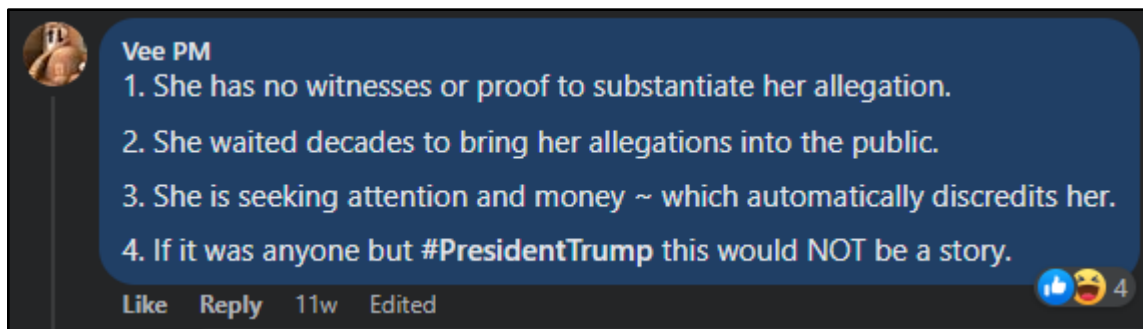 Vee PM
1. She has no witnesses or proof to substantiate her allegation.
2. She waited decades to bring her allegations into the public.
3. She is seeking attention and money ~ which automatically discredits her.
4. If it was anyone but #PresidentTrump this would NOT be a story.
Like Reply 11w Edited
4